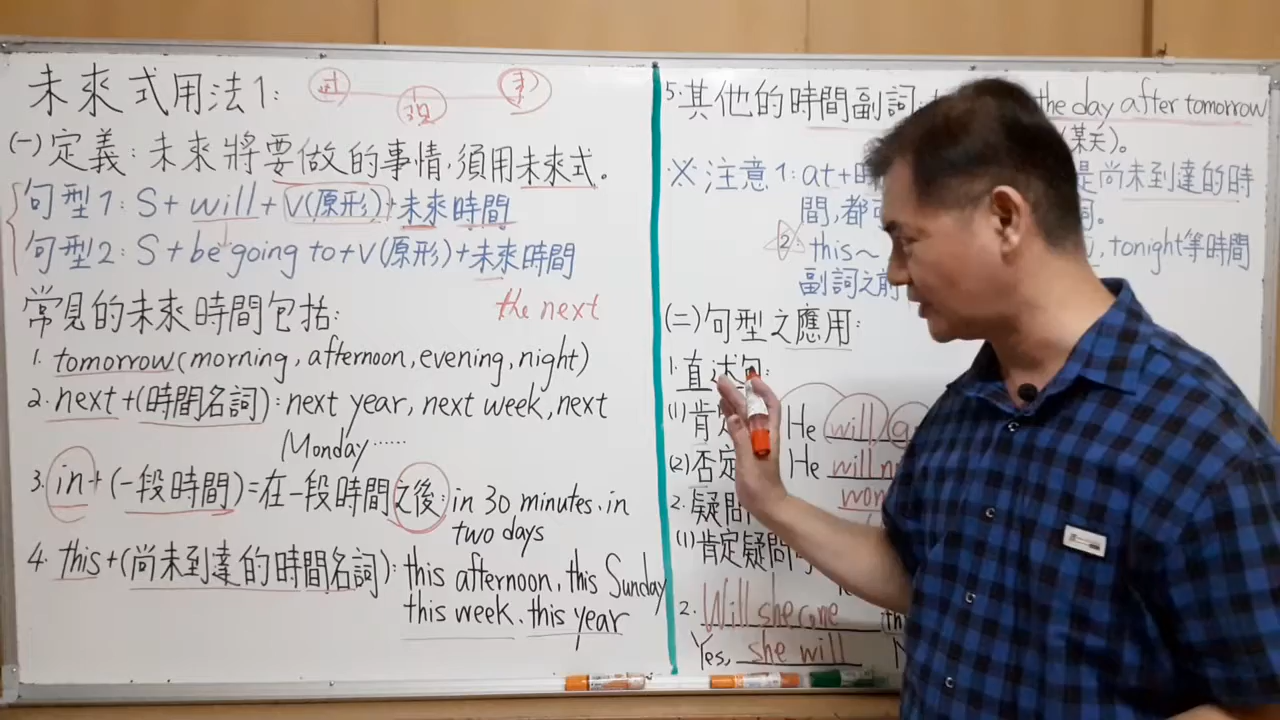 未來式用法1:
過 現 未
(一)定義:未來將要做的事情,須用未來式。
句型1: S+ will + V(原形)+未來時間
句型2: S + be going to + V(原形)+未來時間
常見的未來時間包括:
the next
1. tomorrow(morning, afternoon, evening, night)
2. next +(時間名詞): next year, next week, next
(Monday……
3. in + (一段時間)=在一段時間之後: in 30 minutes. in
two days
4. this+(尚未到達的時間名詞): this afternoon, this Sunday
this week. this year
5.其他的時間副詞: the day after tomorrow
(某天)。
※注意1: at+時 是尚未到達的時
間,都 詞。
2. this~ tonight等時間
副詞之前
(二)句型之應用:
1.直述句:
(1)肯定 He will
(2)否定 He will n
won
2.疑問
(1)肯定疑問
2. Will she come
Yes, she will